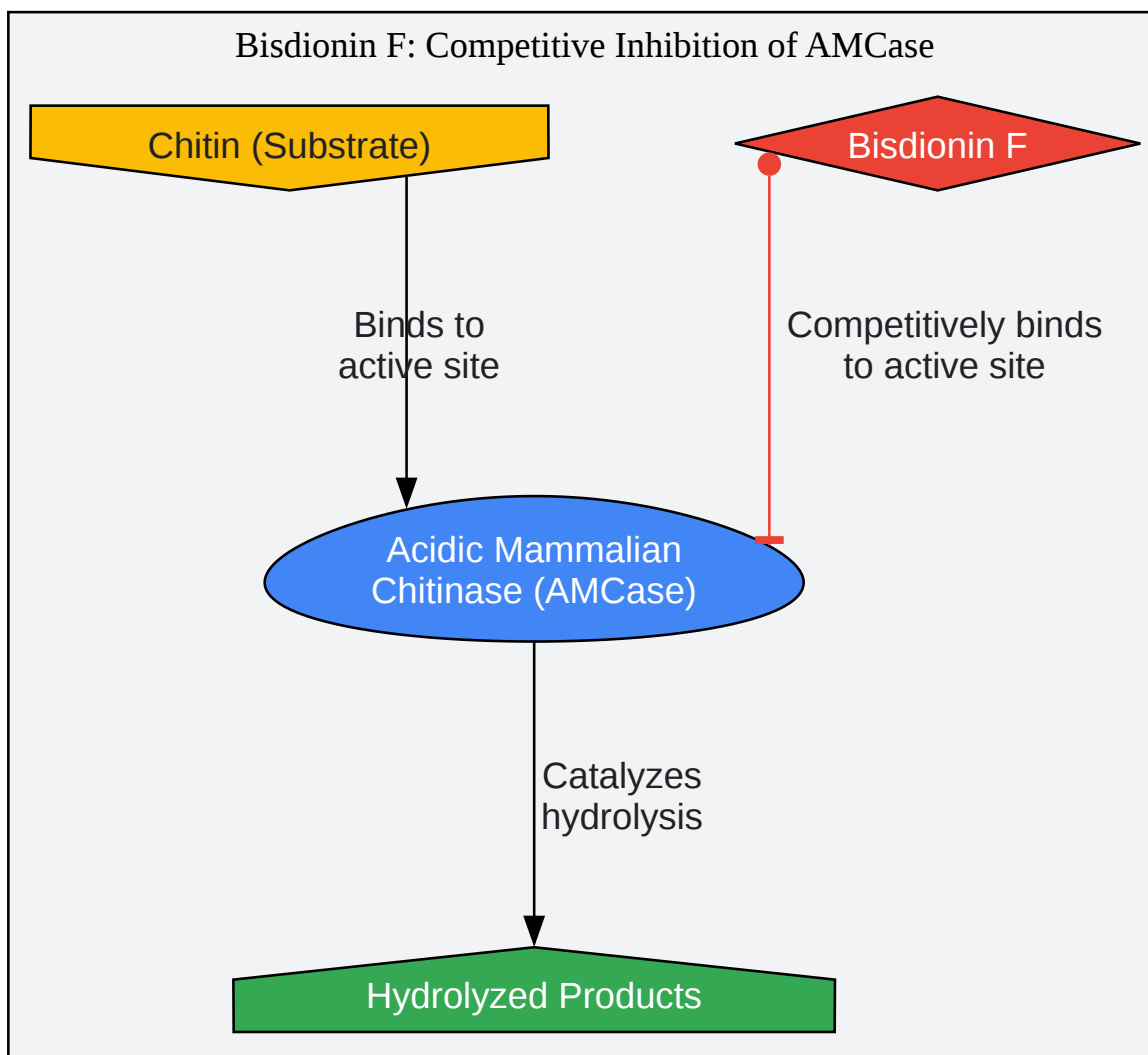 Bisdionin F: Competitive Inhibition of AMCase
Chitin (Substrate)
Bisdionin F
Binds to
active site
Competitively binds
to active site
Acidic Mammalian
Chitinase (AMCase)
Catalyzes
hydrolysis
Hydrolyzed Products